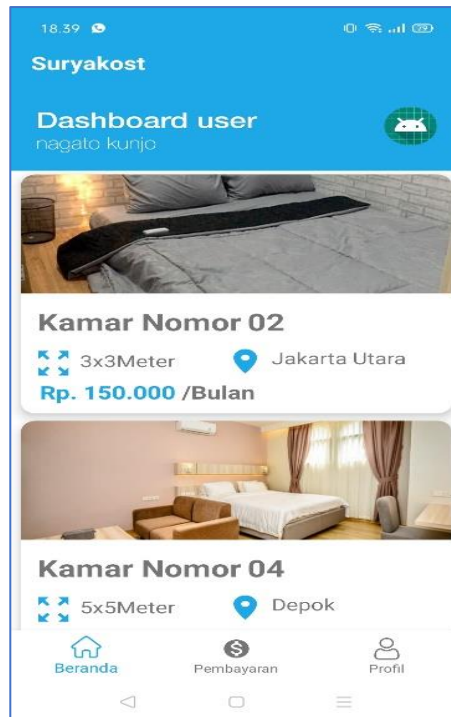 18.39
29
Suryakost
Dashboard user
nagato kunjo
Kamar Nomor 02
3x3Meter
Jakarta Utara
Rp. 150.000 /Bulan
Kamar Nomor 04
5x5Meter
Depok
Beranda
Pembayaran
Profil